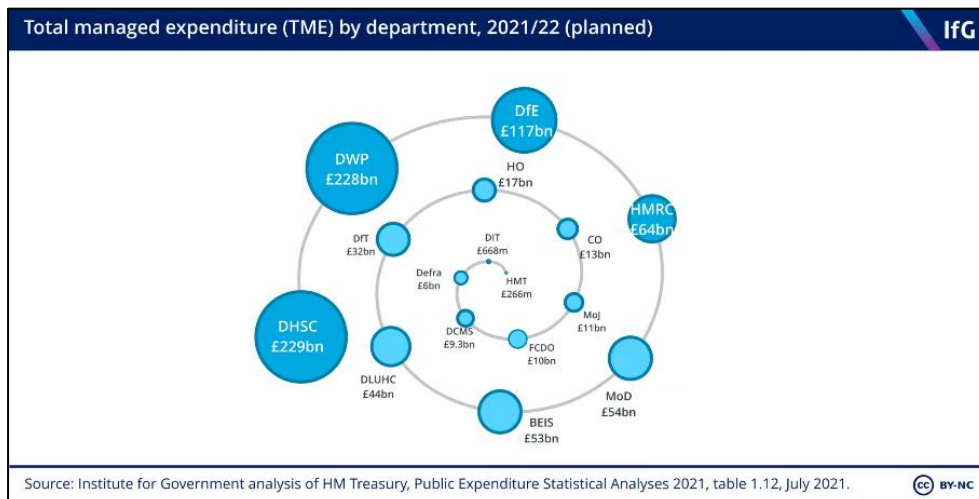 Total managed expenditure (TME) by department, 2021/22 (planned)
IfG
DfE
£117bn
DWP
£228bn
HO
£17bn
HMRC
£64bn
DfT
£32bn
DIT
£668m
CO
£13bn
Defra
£6bn
HMT
£266m
MoJ
£11bn
DHSC
£229bn
DCMS
£9.3bn
FCDO
£10bn
DLUHC
£44bn
MoD
£54bn
BEIS
£53bn
Source: Institute for Government analysis of HM Treasury, Public Expenditure Statistical Analyses 2021, table 1.12, July 2021.
cc BY-NC